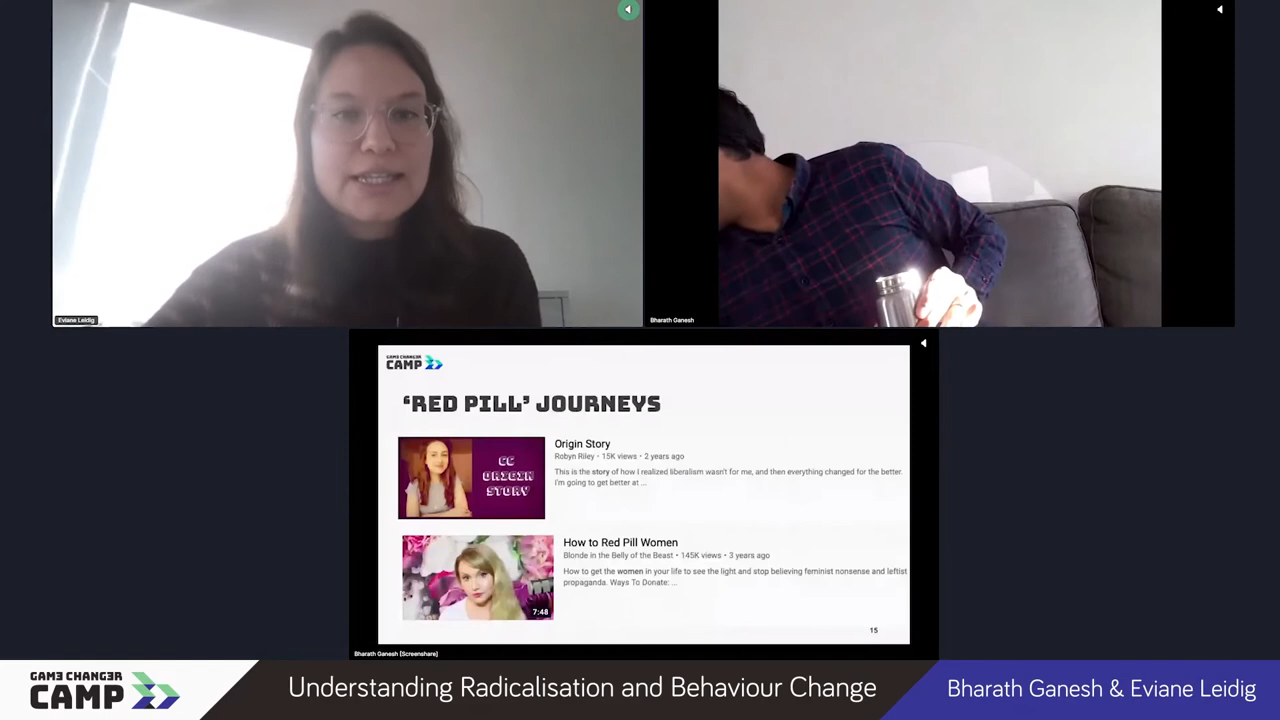 Eviane Leidig
Bharath Ganesh
GAM3 CHANG3R
CAMP
‘RED PILL’ JOURNEYS
CC
ORIGIN
STORY
Origin Story
Robyn Riley • 15K views • 2 years ago
This is the story of how I realized liberalism wasn't for me, and then everything changed for the better.
I'm going to get better at ...
How to Red Pill Women
Blonde in the Belly of the Beast • 145K views • 3 years ago
How to get the women in your life to see the light and stop believing feminist nonsense and leftist
propaganda. Ways To Donate: ...
7:48
15
Bharath Ganesh [Screenshare]
GAM3 CHANG3R
CAMP
Understanding Radicalisation and Behaviour Change
Bharath Ganesh & Eviane Leidig